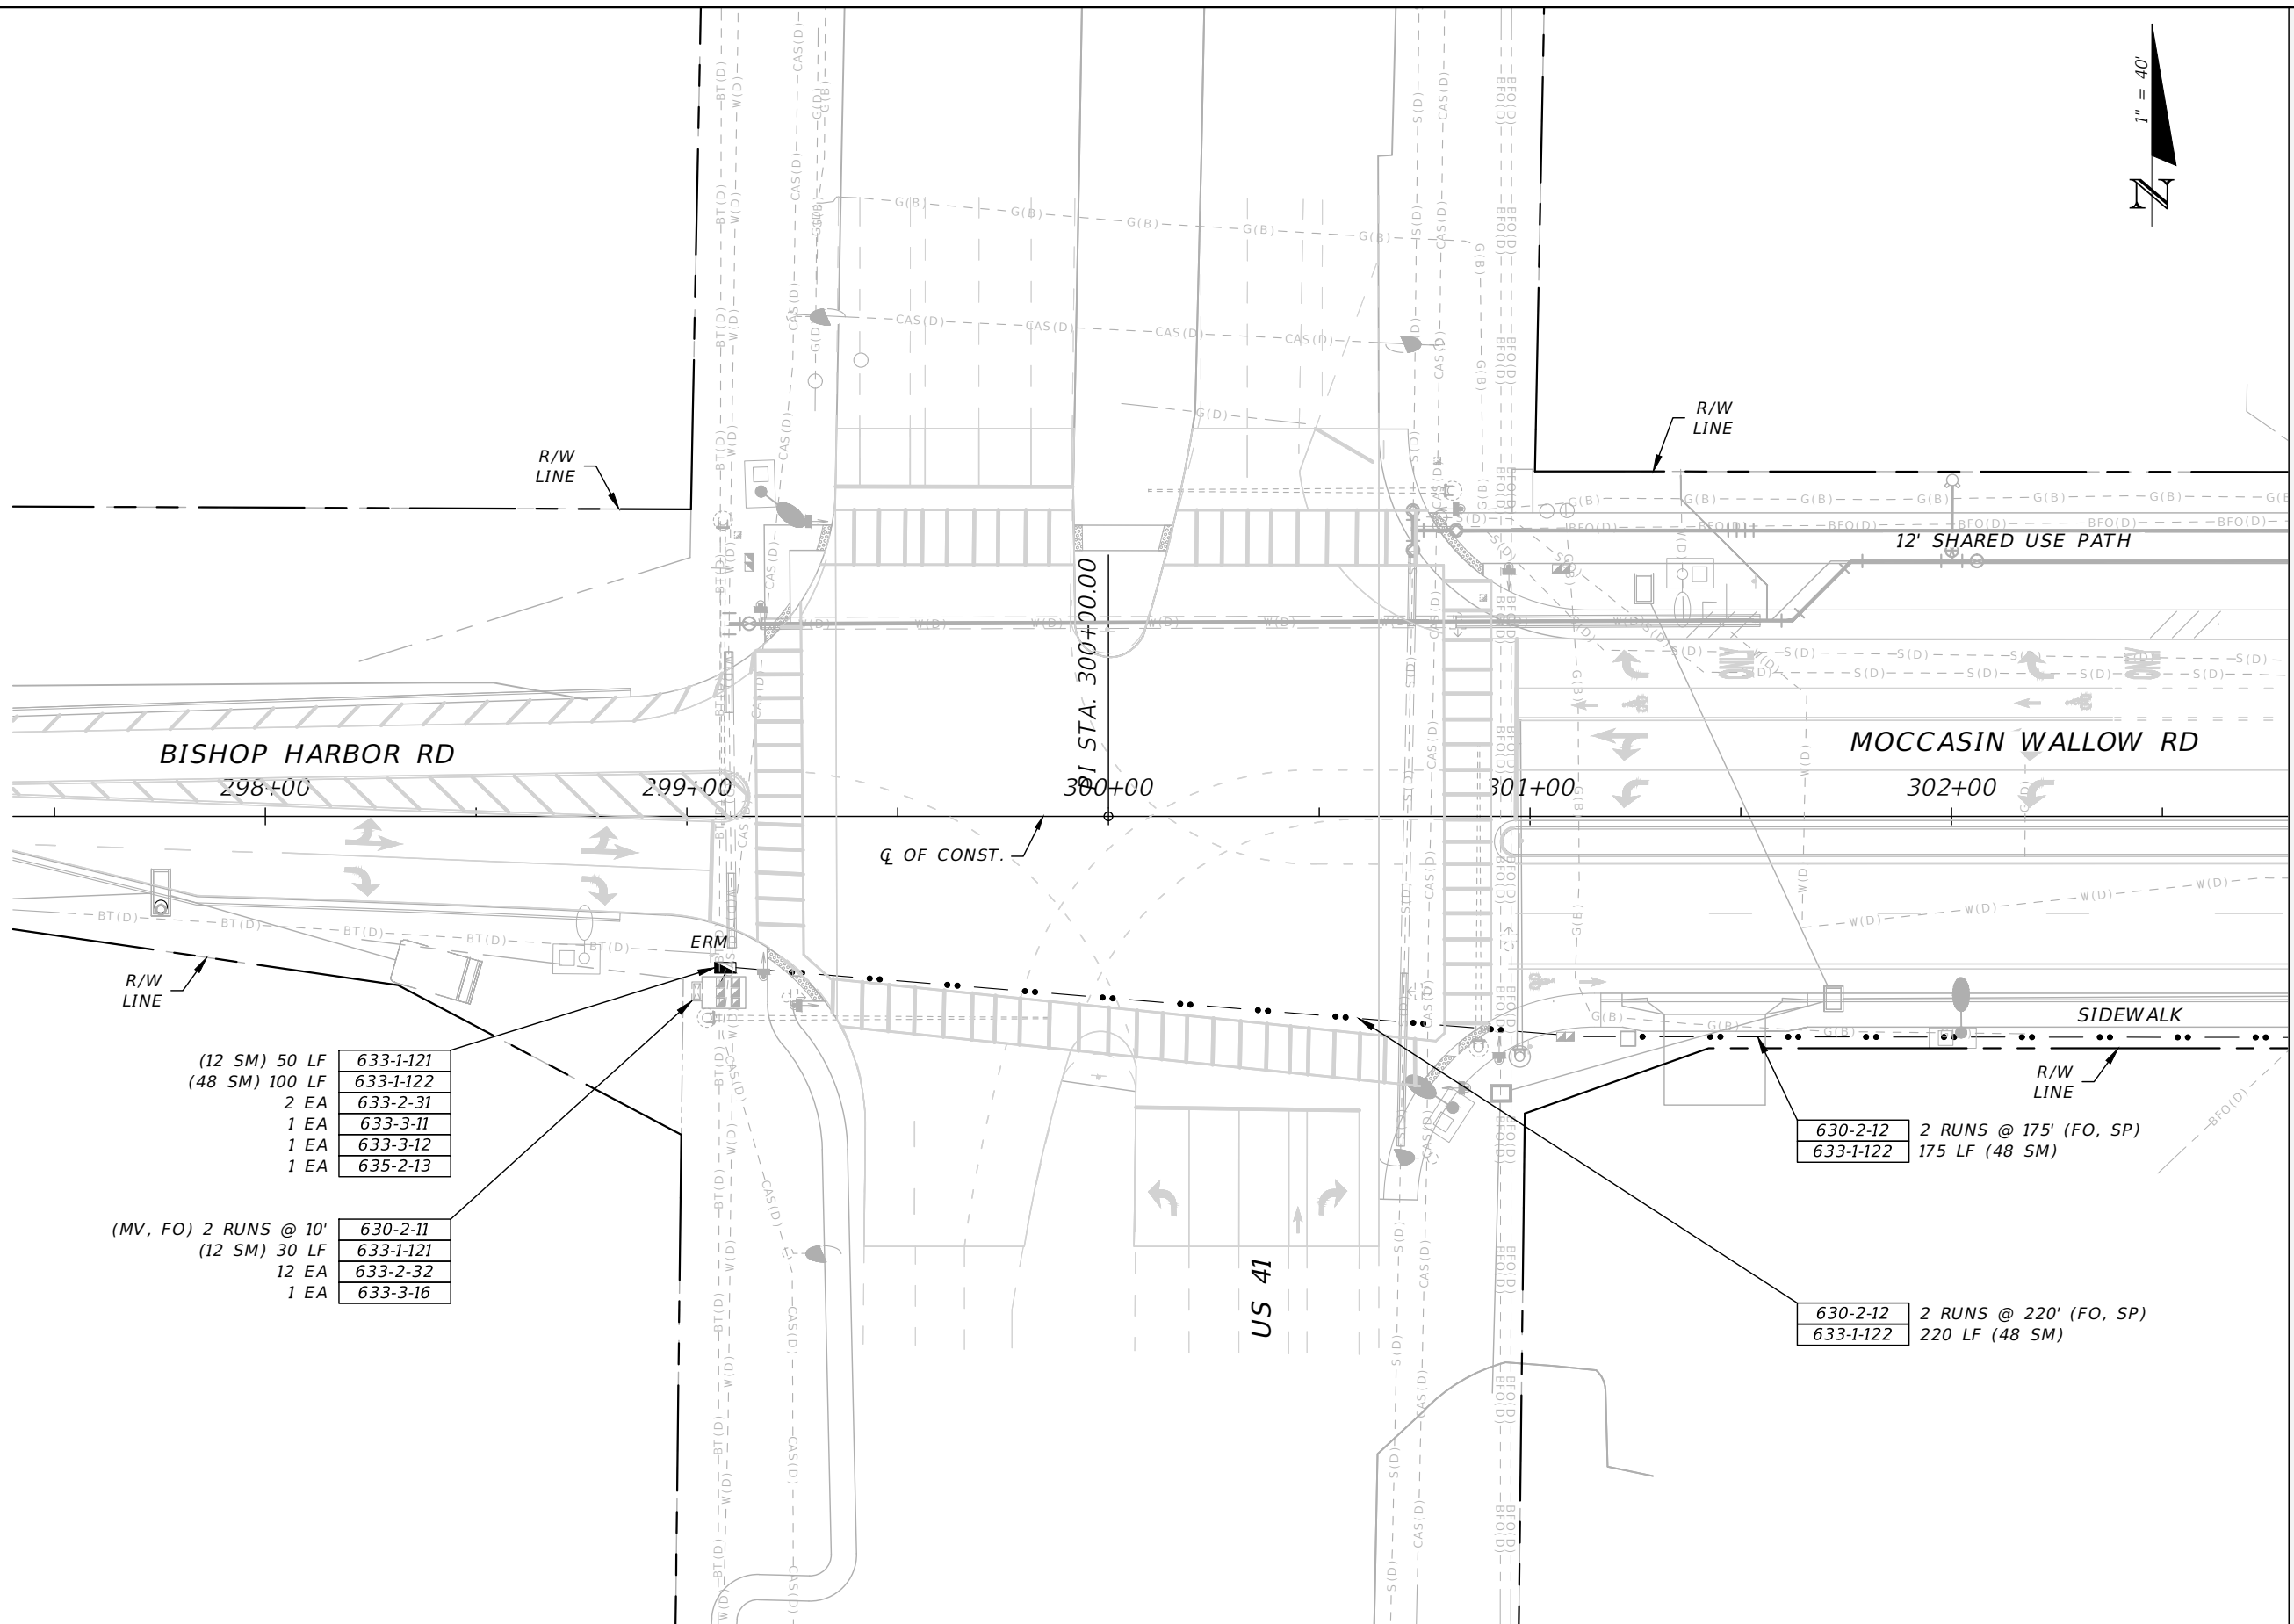 1" = 40'
N
R/W
LINE
R/W
LINE
12' SHARED USE PATH
PI STA. 300+00.00
BISHOP HARBOR RD
MOCCASIN WALLOW RD
298+00
299+00
300+00
301+00
302+00
℄ OF CONST.
ERM
R/W
LINE
SIDEWALK
R/W
LINE
(12 SM) 50 LF 633-1-121
(48 SM) 100 LF 633-1-122
2 EA 633-2-31
1 EA 633-3-11
1 EA 633-3-12
1 EA 635-2-13
630-2-12 2 RUNS @ 175' (FO, SP)
633-1-122 175 LF (48 SM)
(MV, FO) 2 RUNS @ 10' 630-2-11
(12 SM) 30 LF 633-1-121
12 EA 633-2-32
1 EA 633-3-16
US 41
630-2-12 2 RUNS @ 220' (FO, SP)
633-1-122 220 LF (48 SM)
BT(D)
W(D)
CAS(D)
G(D)
G(B)
S(D)
BFO(D)